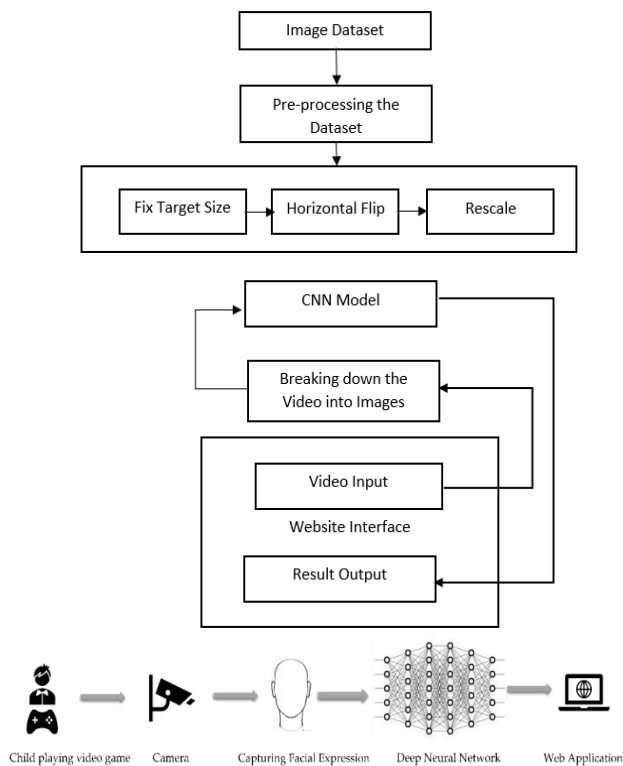 Image Dataset
Pre-processing the
Dataset
Fix Target Size
Horizontal Flip
Rescale
CNN Model
Breaking down the
Video into Images
Video Input
Website Interface
Result Output
Child playing video game
Camera
Capturing Facial Expression
Deep Neural Network
Web Application